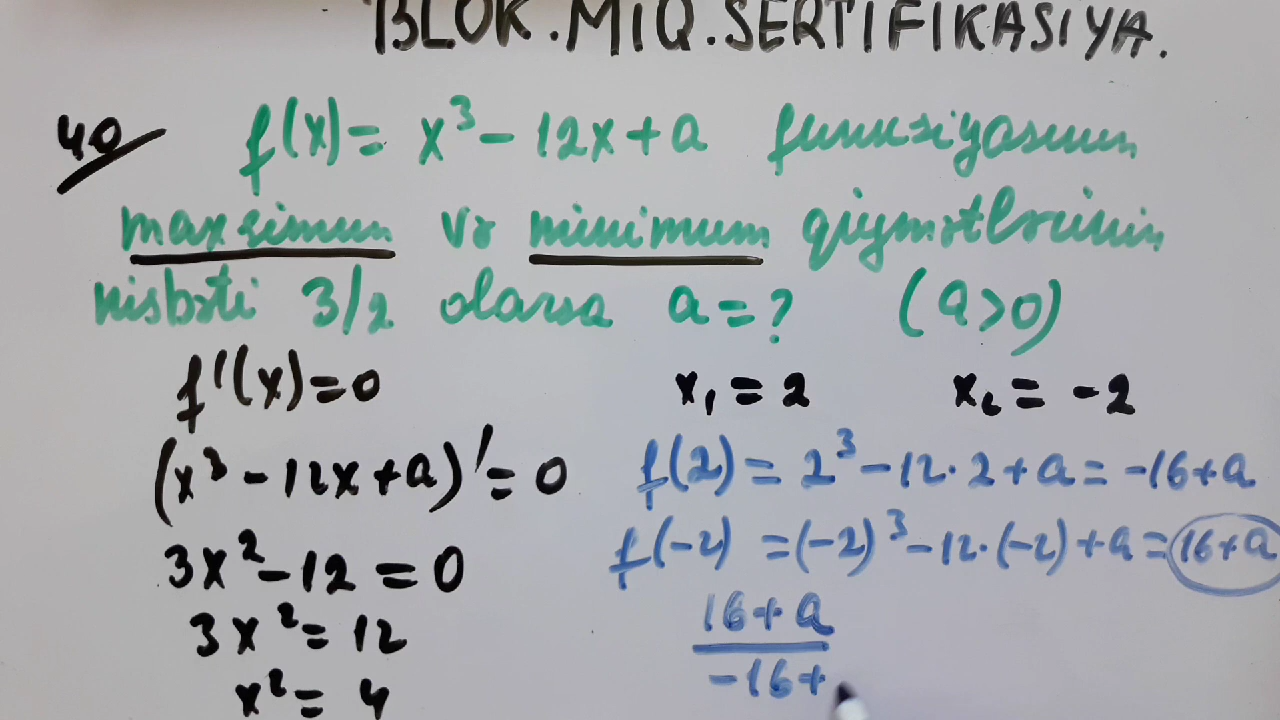 BLOK.MIQ.SERTIFIKASIYA.
40 f(x)= x³- 12x+a funksiyasının
maxsimum və minimum qiymətlərinin
nisbəti 3/2 olarsa a=? (a>0)
f'(x)=0
(x³-12x+a)'=0
3x²-12=0
3x²=12
x²=4
x₁=2 x₂=-2
f(2)=2³-12·2+a=-16+a
f(-2)=(-2)³-12·(-2)+a=16+a
16+a
-16+